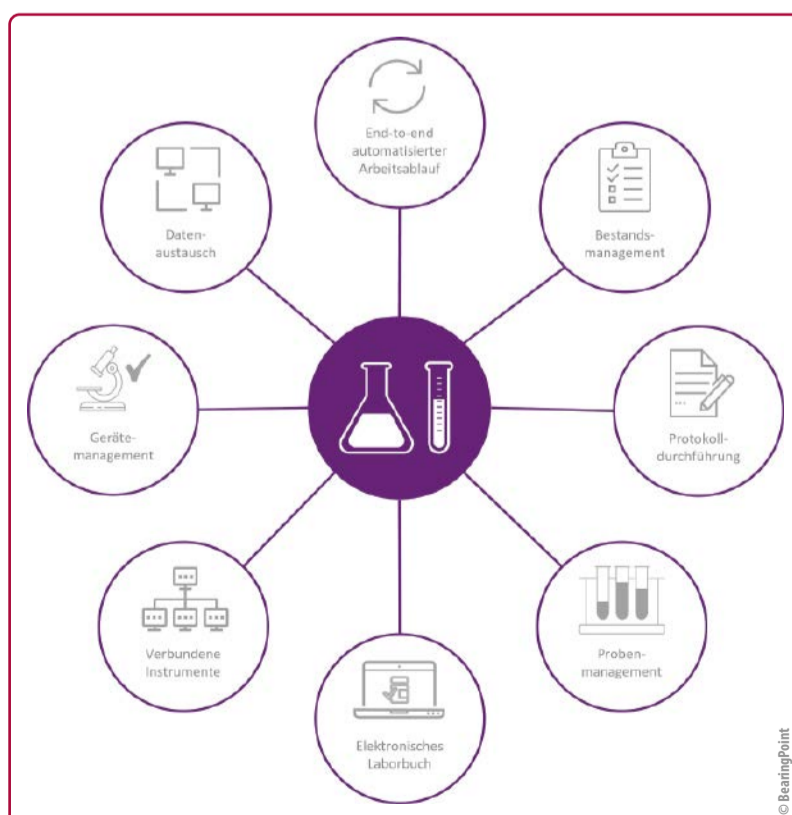 End-to-end
automatisierter
Arbeitsablauf
Bestands-
management
Protokoll-
durchführung
Proben-
management
Elektronisches
Laborbuch
Verbundene
Instrumente
Geräte-
management
Daten-
austausch
© BearingPoint